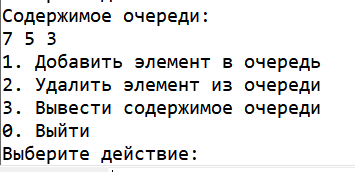 Содержимое очереди:
7 5 3
1. Добавить элемент в очередь
2. Удалить элемент из очереди
3. Вывести содержимое очереди
0. Выйти
Выберите действие: